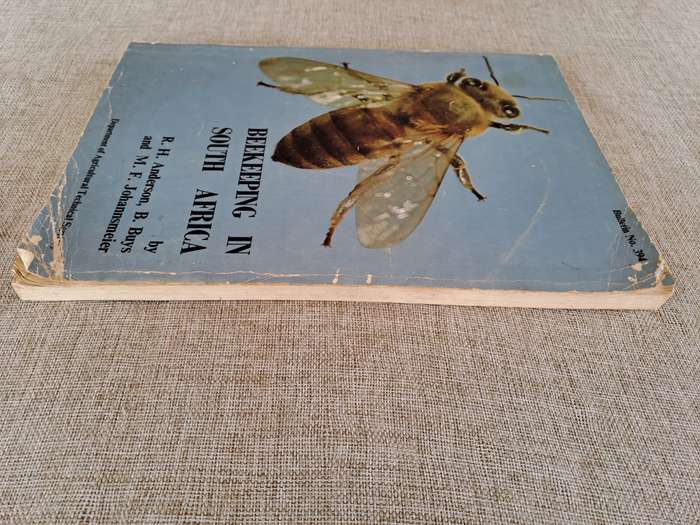 Bulletin No. 394
BEEKEEPING IN
SOUTH AFRICA
by
R. H. Anderson, B. Buys
and M. F. Johannsmeier
Department of Agricultural Technical